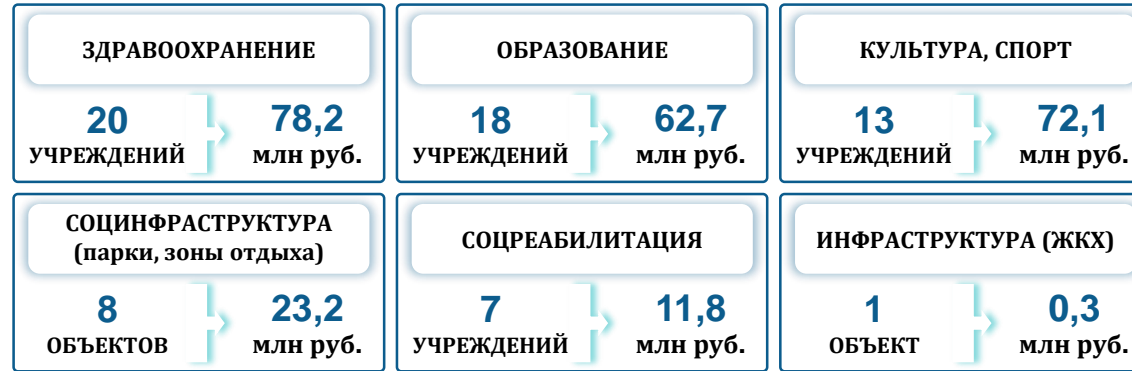 ЗДРАВООХРАНЕНИЕ
20
УЧРЕЖДЕНИЙ
78,2
млн руб.
ОБРАЗОВАНИЕ
18
УЧРЕЖДЕНИЙ
62,7
млн руб.
КУЛЬТУРА, СПОРТ
13
УЧРЕЖДЕНИЙ
72,1
млн руб.
СОЦИНФРАСТРУКТУРА
(парки, зоны отдыха)
8
ОБЪЕКТОВ
23,2
млн руб.
СОЦРЕАБИЛИТАЦИЯ
7
УЧРЕЖДЕНИЙ
11,8
млн руб.
ИНФРАСТРУКТУРА (ЖКХ)
1
ОБЪЕКТ
0,3
млн руб.